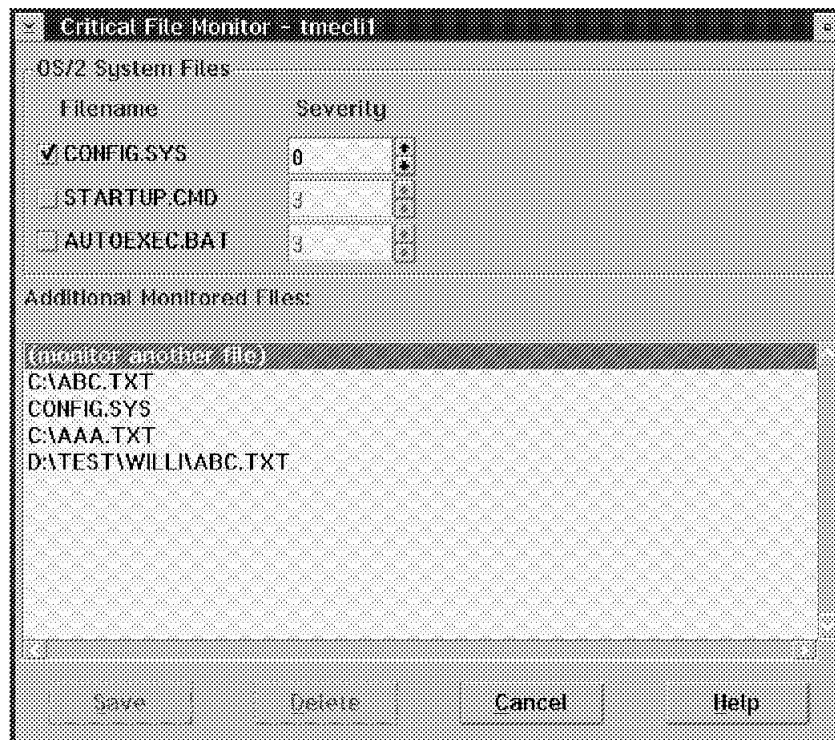 Critical File Monitor - tmecli1
OS/2 System Files
Filename Severity
CONFIG.SYS 0
STARTUP.CMD 3
AUTOEXEC.BAT 3
Additional Monitored Files:
(monitor another file)
C:\ABC.TXT
CONFIG.SYS
C:\AAA.TXT
D:\TEST\WILLI\ABC.TXT
Save Delete Cancel Help